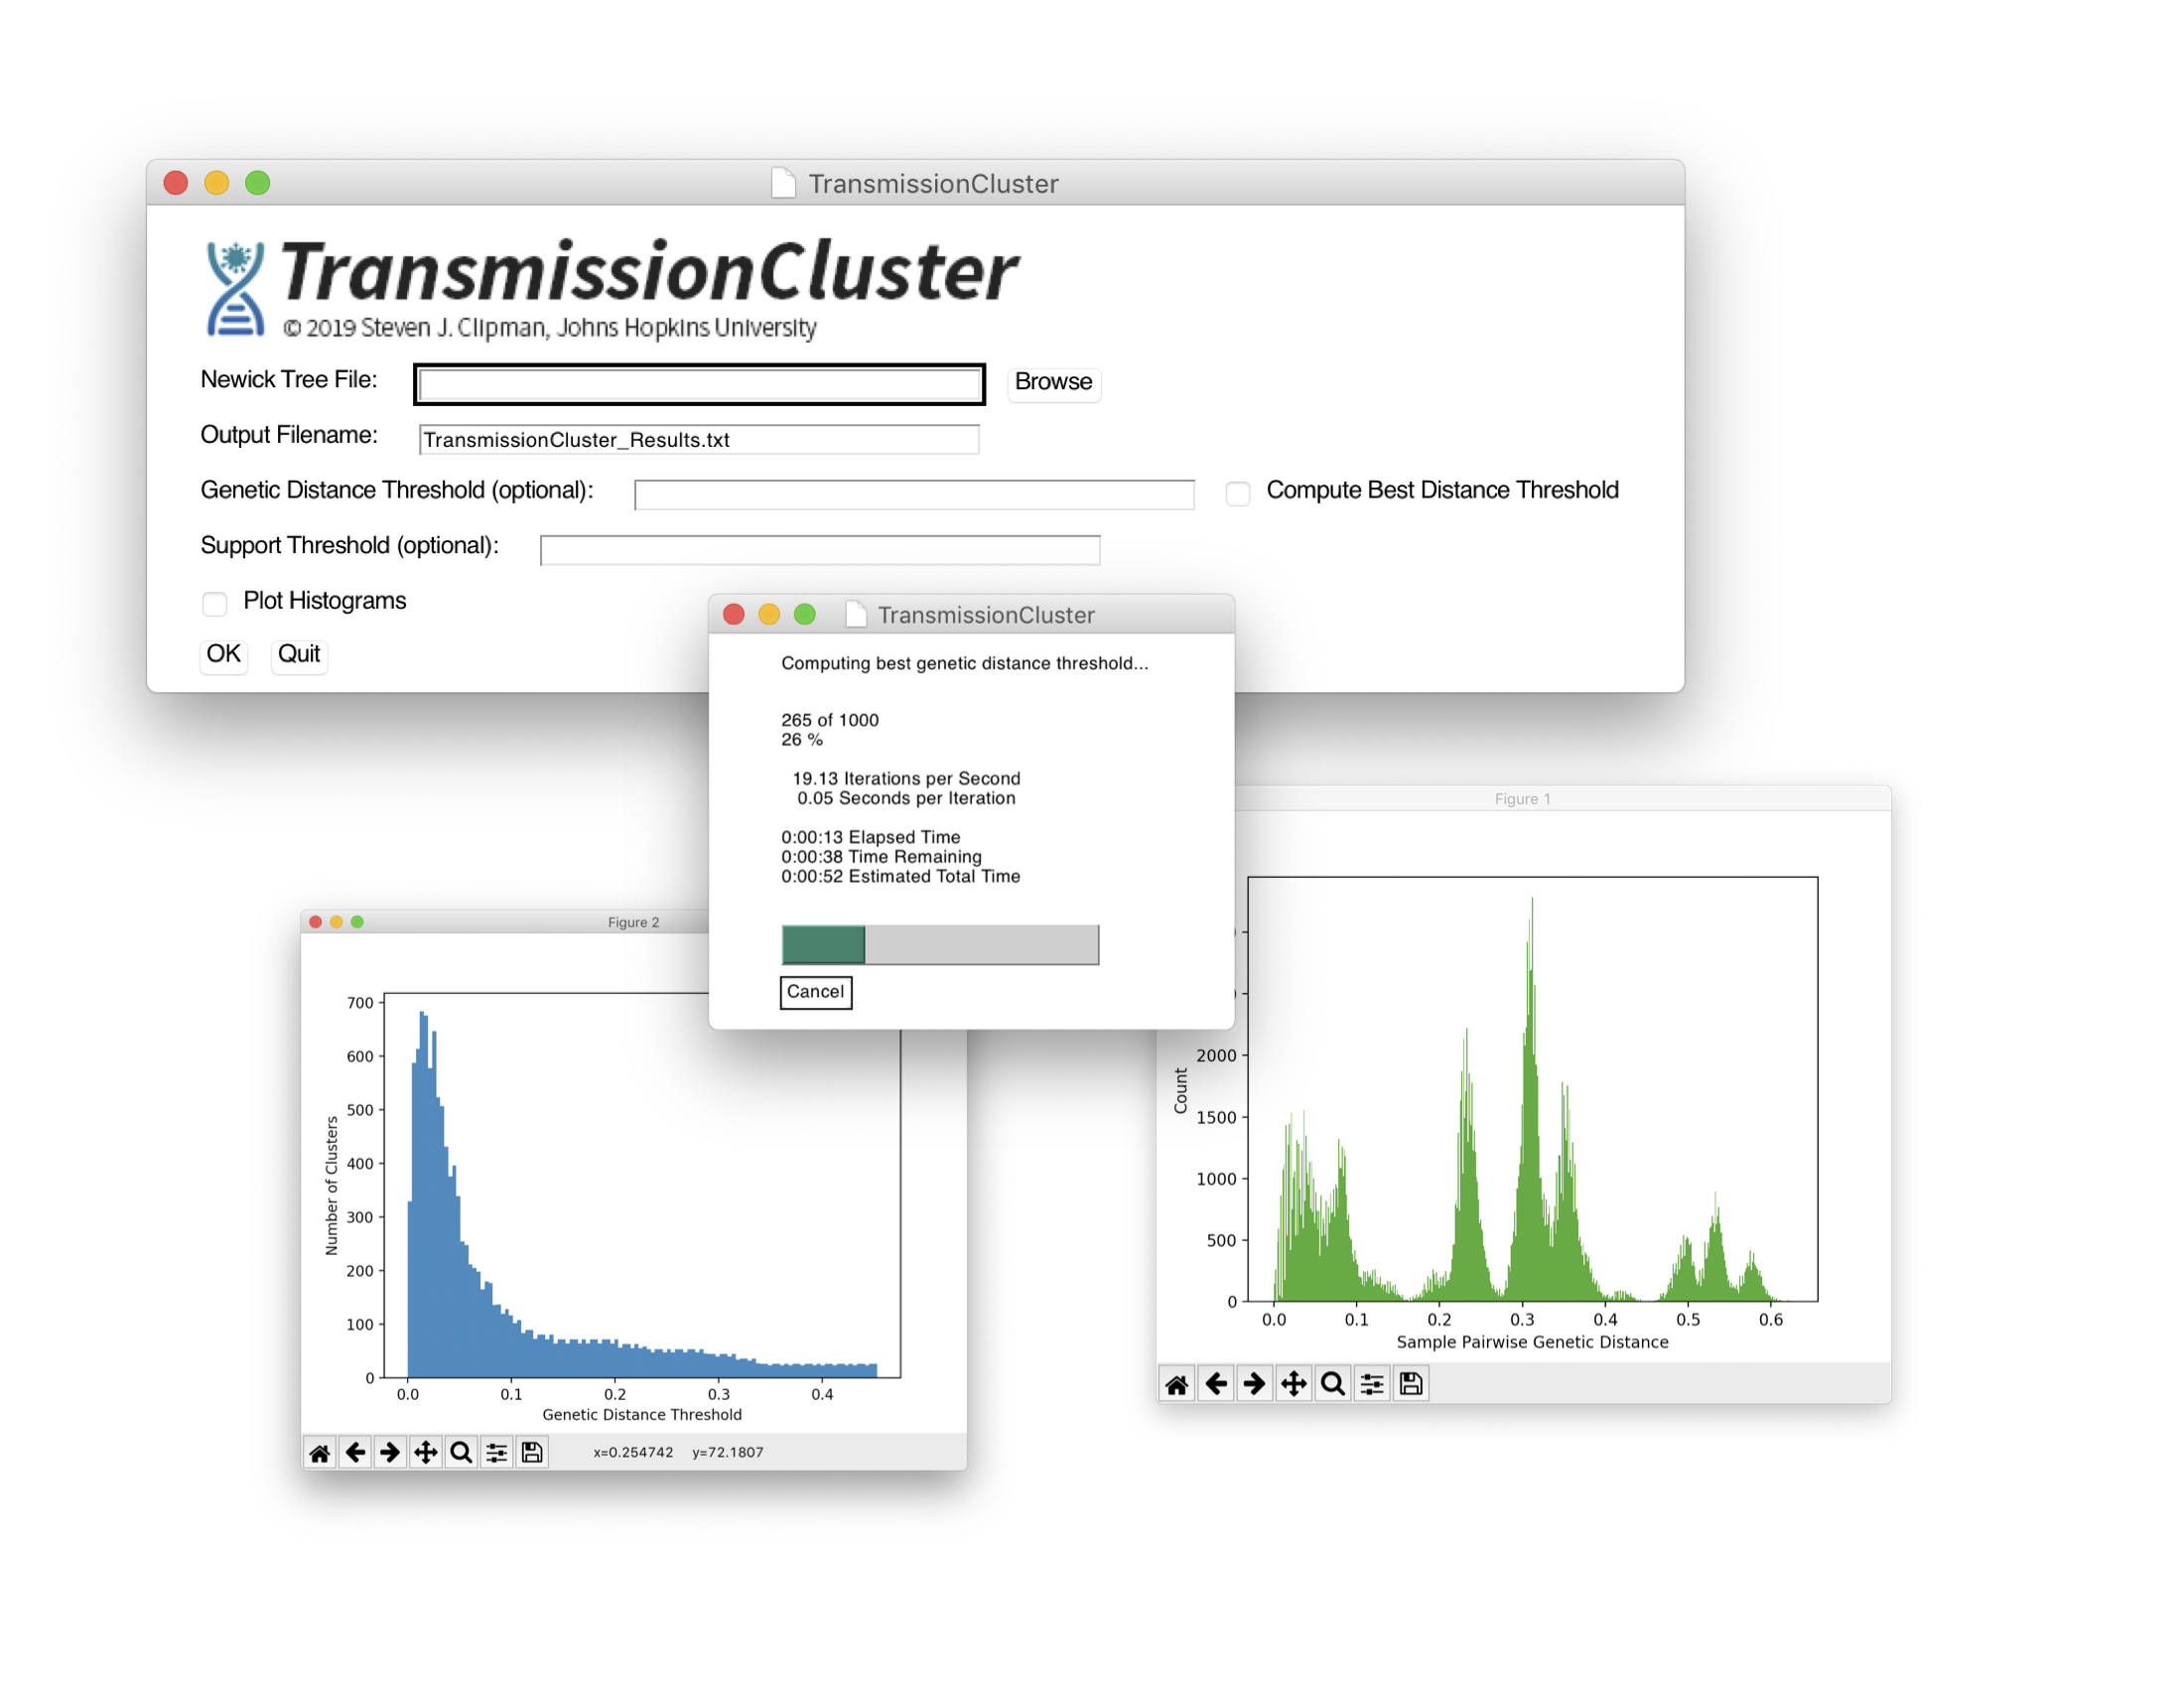 TransmissionCluster
TransmissionCluster
© 2019 Steven J. Clipman, Johns Hopkins University
Newick Tree File:
Browse
Output Filename:
TransmissionCluster_Results.txt
Genetic Distance Threshold (optional):
Compute Best Distance Threshold
Support Threshold (optional):
Plot Histograms
OK
Quit
TransmissionCluster
Computing best genetic distance threshold...
265 of 1000
26 %
19.13 Iterations per Second
0.05 Seconds per Iteration
0:00:13 Elapsed Time
0:00:38 Time Remaining
0:00:52 Estimated Total Time
Cancel
Figure 2
Number of Clusters
700
600
500
400
300
200
100
0
0.0 0.1 0.2 0.3 0.4
Genetic Distance Threshold
x=0.254742 y=72.1807
Figure 1
Count
2000
1500
1000
500
0
0.0 0.1 0.2 0.3 0.4 0.5 0.6
Sample Pairwise Genetic Distance